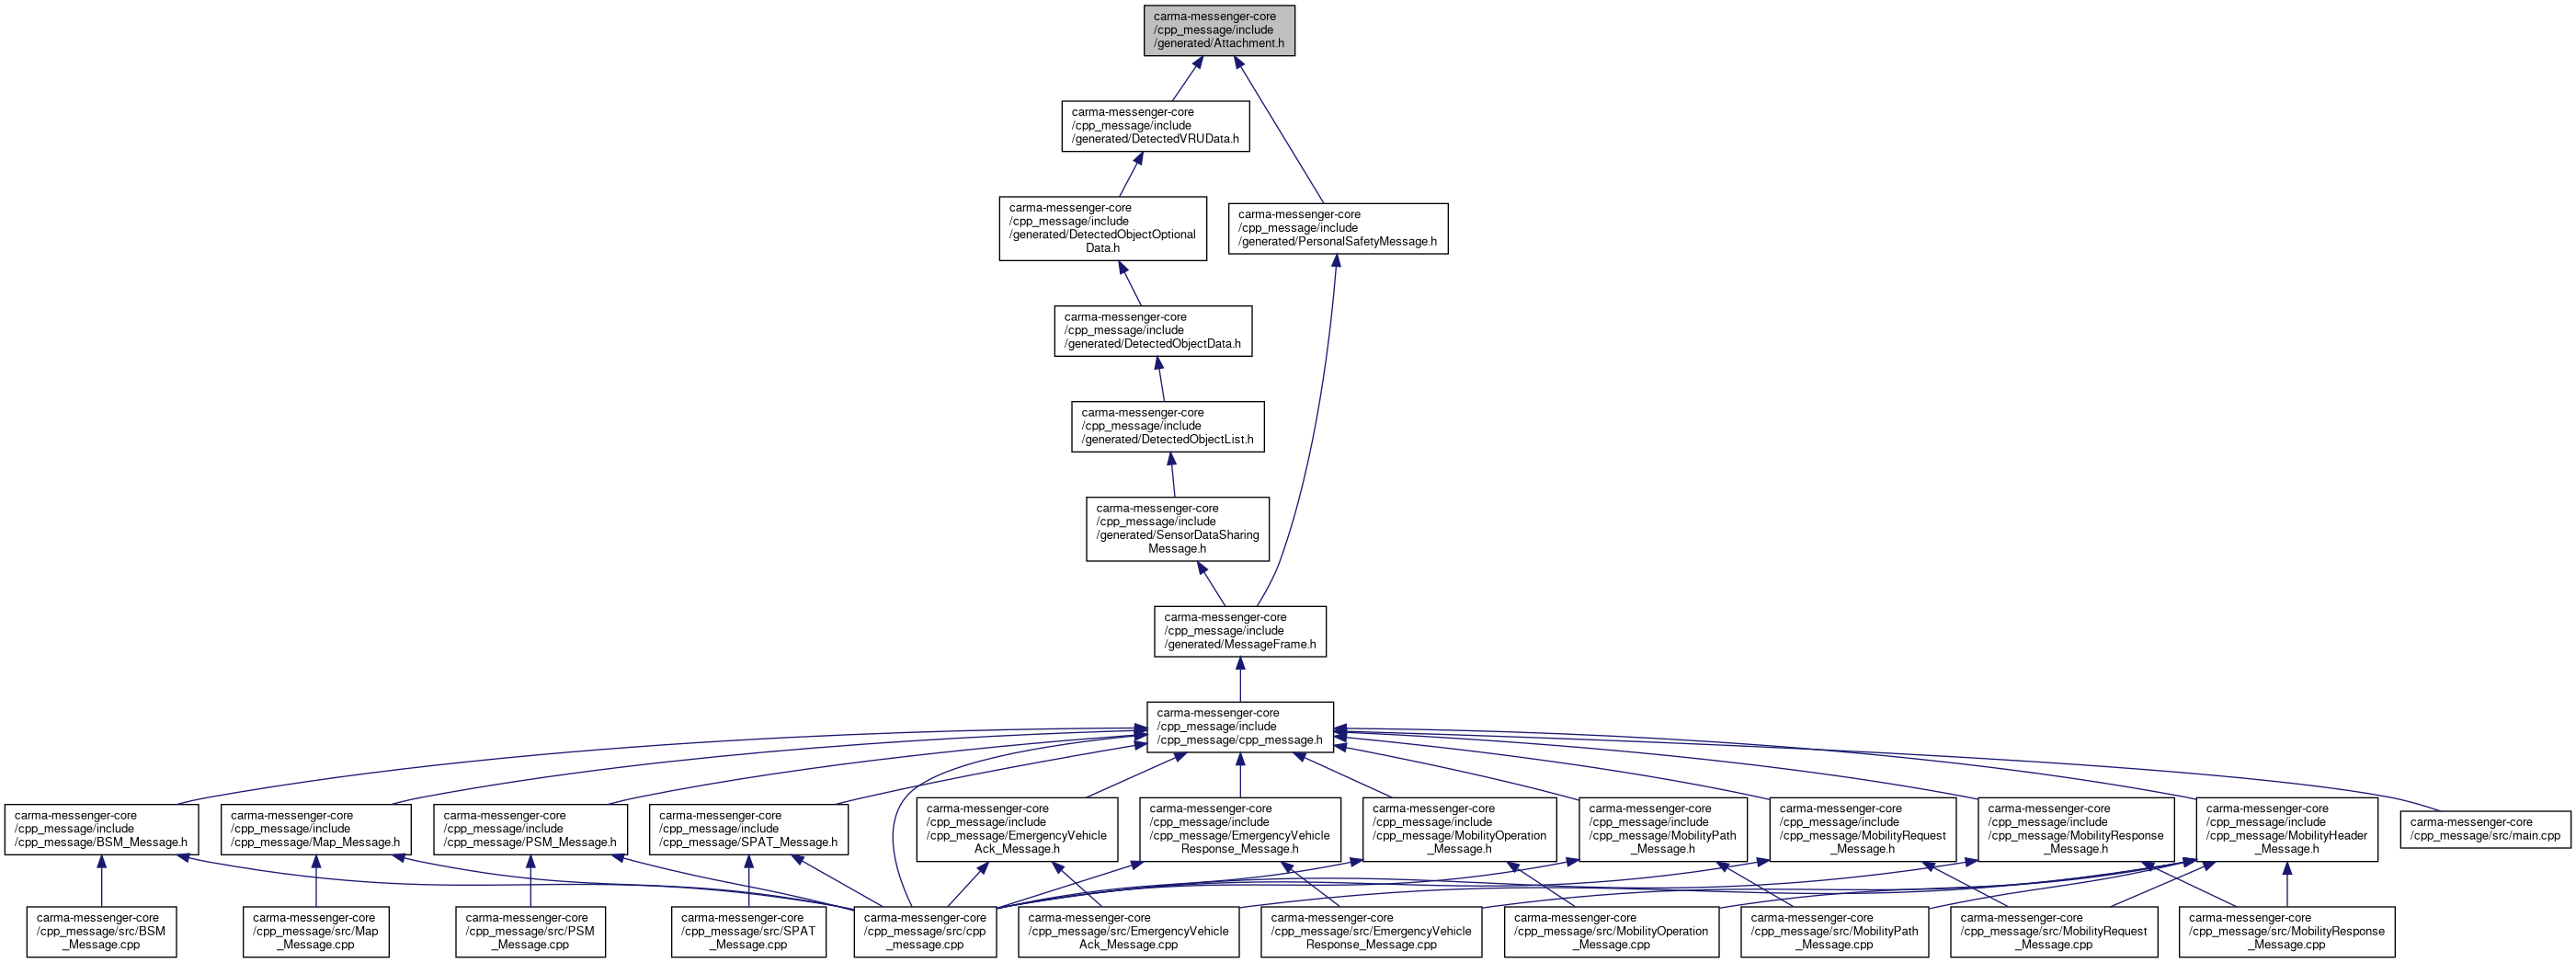 carma-messenger-core
/cpp_message/include
/generated/Attachment.h
carma-messenger-core
/cpp_message/include
/generated/DetectedVRUData.h
carma-messenger-core
/cpp_message/include
/generated/DetectedObjectOptional
Data.h
carma-messenger-core
/cpp_message/include
/generated/PersonalSafetyMessage.h
carma-messenger-core
/cpp_message/include
/generated/DetectedObjectData.h
carma-messenger-core
/cpp_message/include
/generated/DetectedObjectList.h
carma-messenger-core
/cpp_message/include
/generated/SensorDataSharing
Message.h
carma-messenger-core
/cpp_message/include
/generated/MessageFrame.h
carma-messenger-core
/cpp_message/include
/cpp_message/cpp_message.h
carma-messenger-core
/cpp_message/include
/cpp_message/BSM_Message.h
carma-messenger-core
/cpp_message/include
/cpp_message/Map_Message.h
carma-messenger-core
/cpp_message/include
/cpp_message/PSM_Message.h
carma-messenger-core
/cpp_message/include
/cpp_message/SPAT_Message.h
carma-messenger-core
/cpp_message/include
/cpp_message/EmergencyVehicle
Ack_Message.h
carma-messenger-core
/cpp_message/include
/cpp_message/EmergencyVehicle
Response_Message.h
carma-messenger-core
/cpp_message/include
/cpp_message/MobilityOperation
_Message.h
carma-messenger-core
/cpp_message/include
/cpp_message/MobilityPath
_Message.h
carma-messenger-core
/cpp_message/include
/cpp_message/MobilityRequest
_Message.h
carma-messenger-core
/cpp_message/include
/cpp_message/MobilityResponse
_Message.h
carma-messenger-core
/cpp_message/include
/cpp_message/MobilityHeader
_Message.h
carma-messenger-core
/cpp_message/src/main.cpp
carma-messenger-core
/cpp_message/src/BSM
_Message.cpp
carma-messenger-core
/cpp_message/src/Map
_Message.cpp
carma-messenger-core
/cpp_message/src/PSM
_Message.cpp
carma-messenger-core
/cpp_message/src/SPAT
_Message.cpp
carma-messenger-core
/cpp_message/src/cpp
_message.cpp
carma-messenger-core
/cpp_message/src/EmergencyVehicle
Ack_Message.cpp
carma-messenger-core
/cpp_message/src/EmergencyVehicle
Response_Message.cpp
carma-messenger-core
/cpp_message/src/MobilityOperation
_Message.cpp
carma-messenger-core
/cpp_message/src/MobilityPath
_Message.cpp
carma-messenger-core
/cpp_message/src/MobilityRequest
_Message.cpp
carma-messenger-core
/cpp_message/src/MobilityResponse
_Message.cpp